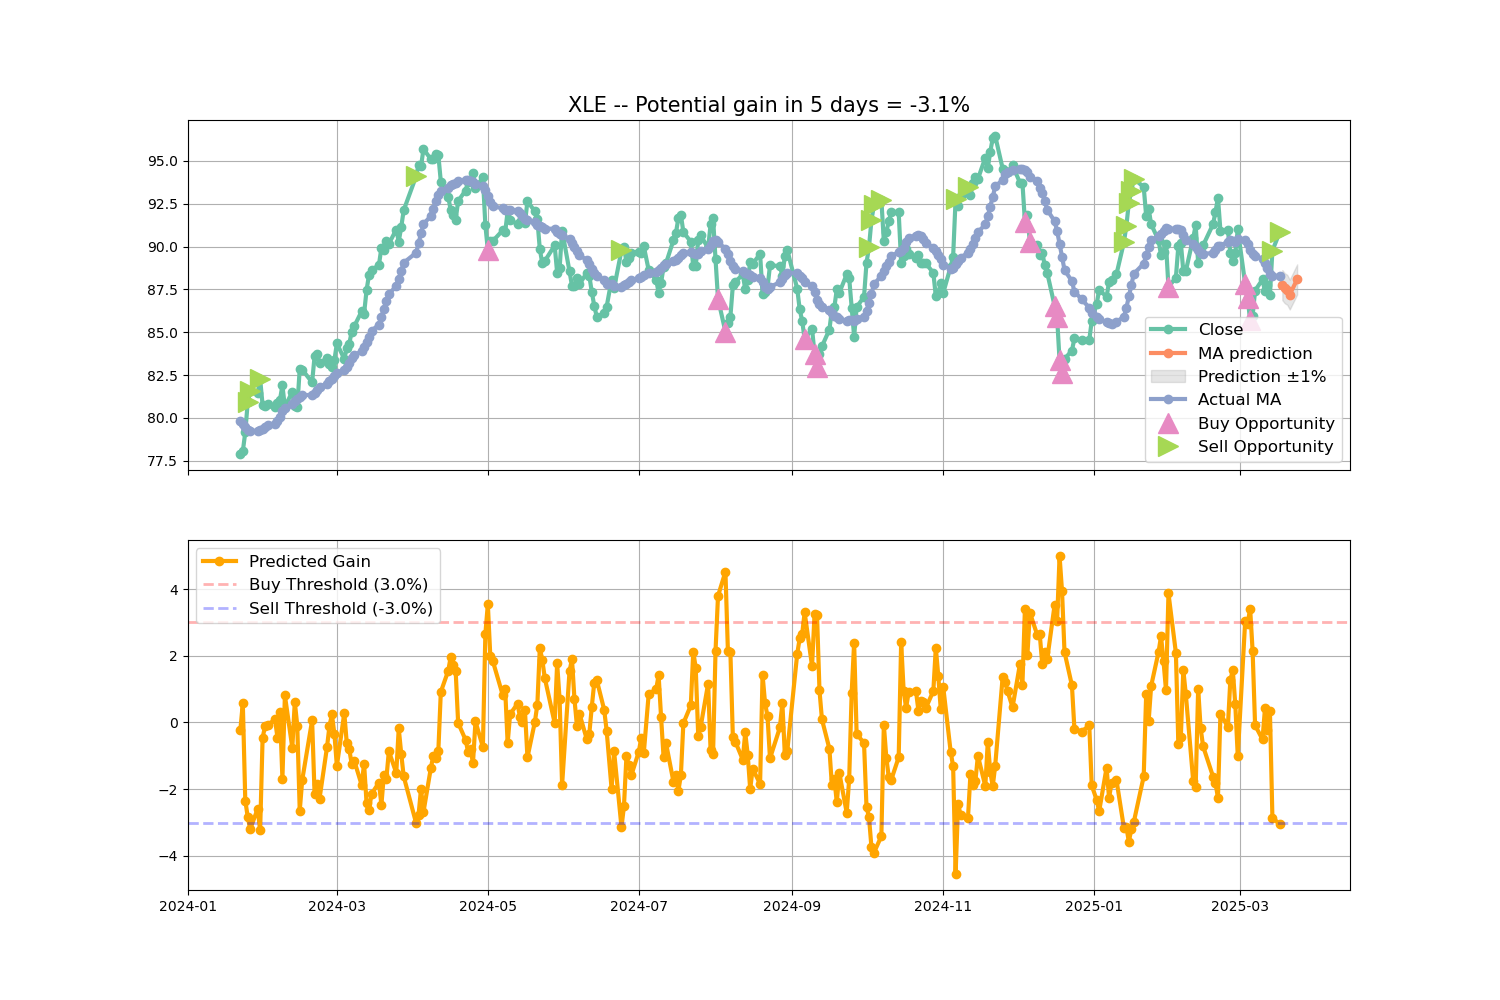 XLE -- Potential gain in 5 days = -3.1%
95.0
92.5
90.0
87.5
85.0
82.5
80.0
77.5
Close
MA prediction
Prediction ±1%
Actual MA
Buy Opportunity
Sell Opportunity
Predicted Gain
Buy Threshold (3.0%)
Sell Threshold (-3.0%)
4
2
0
−2
−4
2024-01 2024-03 2024-05 2024-07 2024-09 2024-11 2025-01 2025-03